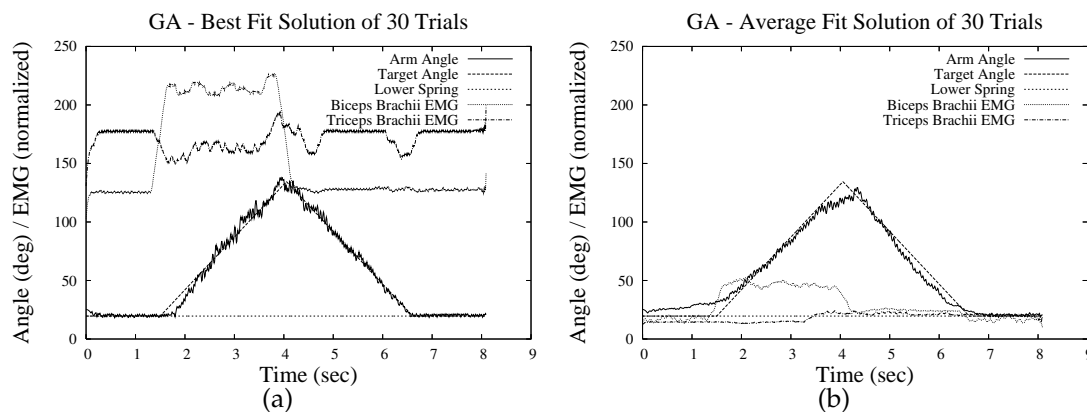 GA - Best Fit Solution of 30 Trials
250
200
150
100
50
0
0 1 2 3 4 5 6 7 8 9
Angle (deg) / EMG (normalized)
Time (sec)
Arm Angle
Target Angle
Lower Spring
Biceps Brachii EMG
Triceps Brachii EMG
(a)
GA - Average Fit Solution of 30 Trials
250
200
150
100
50
0
0 1 2 3 4 5 6 7 8 9
Angle (deg) / EMG (normalized)
Time (sec)
Arm Angle
Target Angle
Lower Spring
Biceps Brachii EMG
Triceps Brachii EMG
(b)